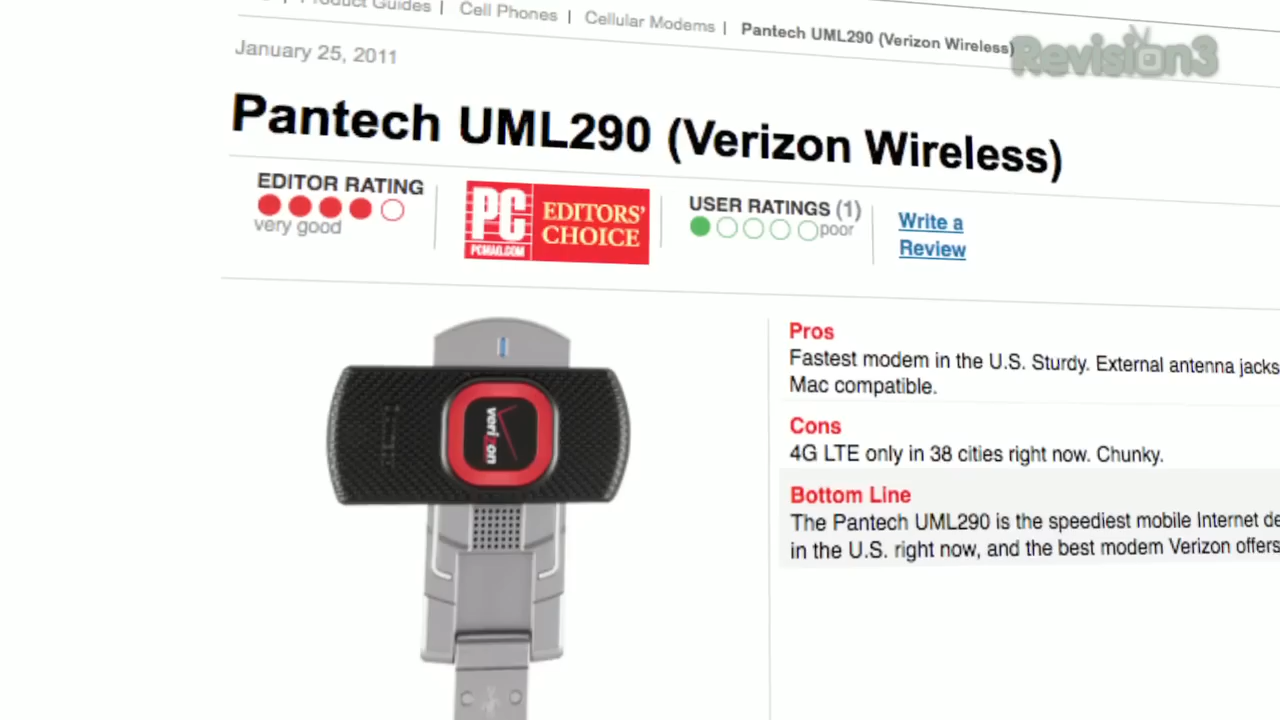 Product Guides | Cell Phones | Cellular Modems | Pantech UML290 (Verizon Wireless)
Revision3
January 25, 2011
Pantech UML290 (Verizon Wireless)
EDITOR RATING
very good
PC
PCMAG.COM
EDITORS'
CHOICE
USER RATINGS (1)
poor
Write a
Review
Pros
Fastest modem in the U.S. Sturdy. External antenna jacks
Mac compatible.
Cons
4G LTE only in 38 cities right now. Chunky.
Bottom Line
The Pantech UML290 is the speediest mobile Internet de
in the U.S. right now, and the best modem Verizon offers
verizon